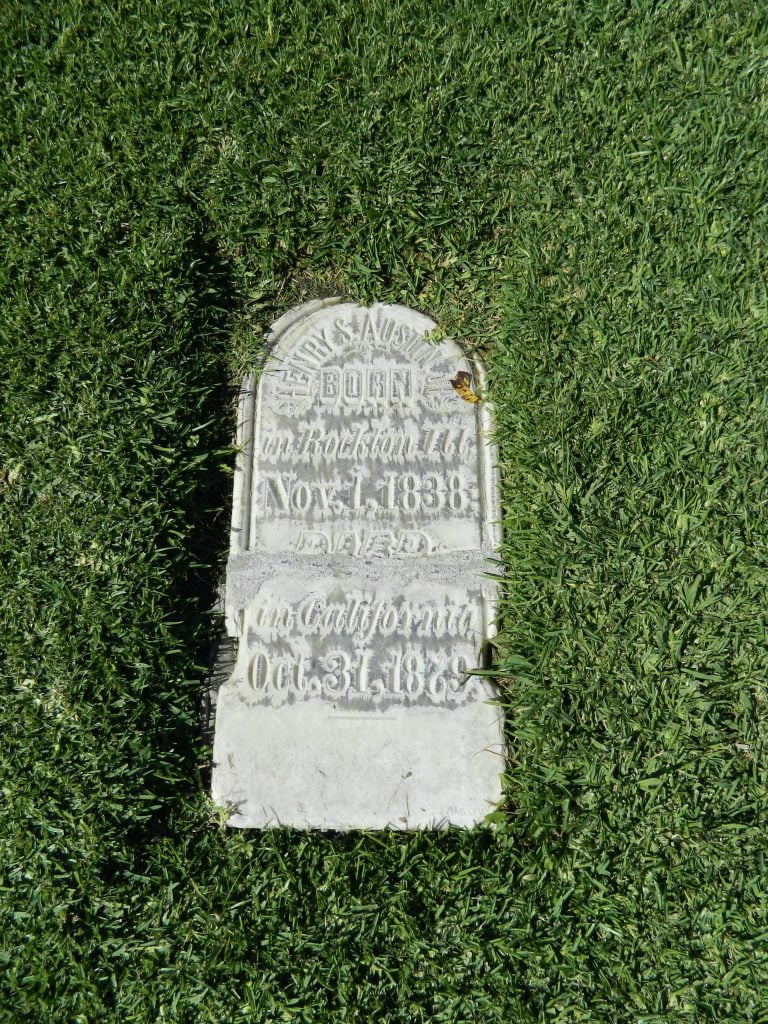 HENRY S. AUSTIN
BORN
in Rockton Ill.
Nov. 1, 1838
DIED
in California
Oct. 31, 1879